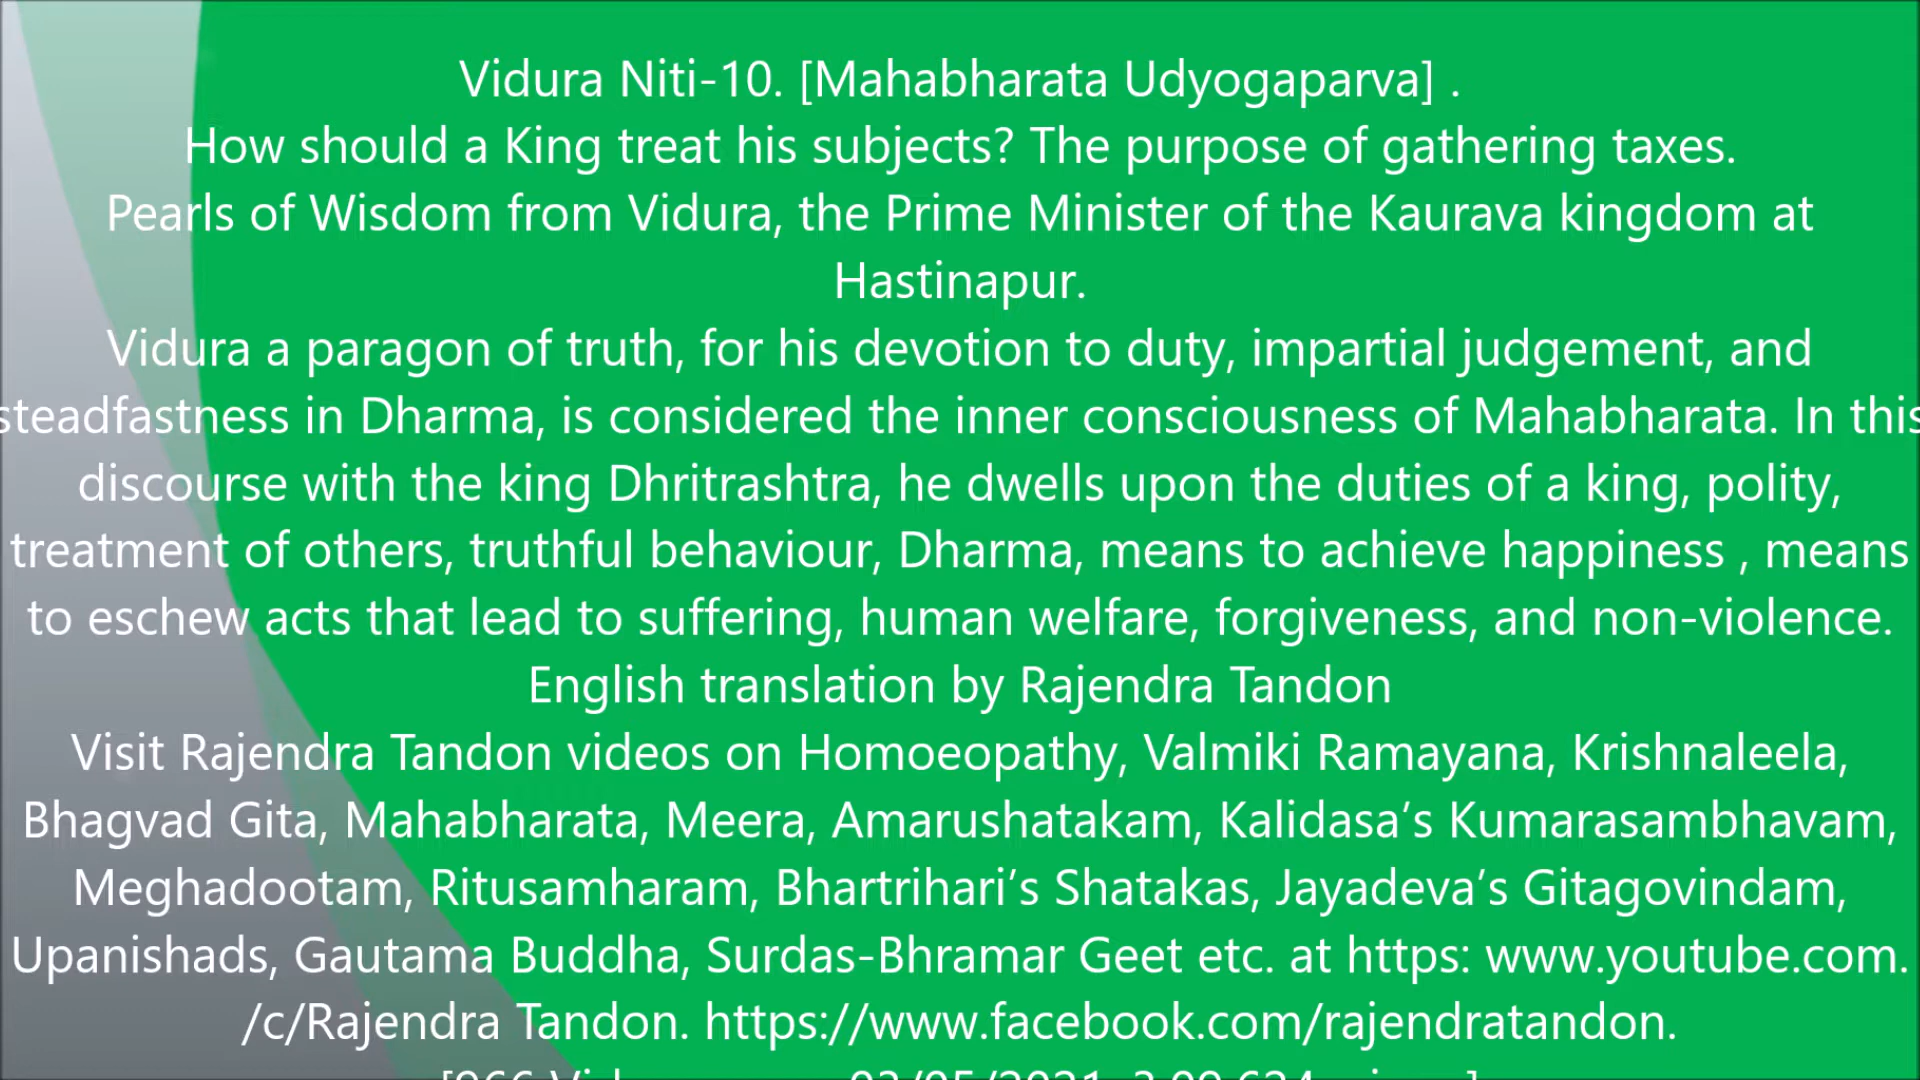 Vidura Niti-10. [Mahabharata Udyogaparva] .
How should a King treat his subjects? The purpose of gathering taxes.
Pearls of Wisdom from Vidura, the Prime Minister of the Kaurava kingdom at
Hastinapur.
Vidura a paragon of truth, for his devotion to duty, impartial judgement, and
steadfastness in Dharma, is considered the inner consciousness of Mahabharata. In this
discourse with the king Dhritrashtra, he dwells upon the duties of a king, polity,
treatment of others, truthful behaviour, Dharma, means to achieve happiness , means
to eschew acts that lead to suffering, human welfare, forgiveness, and non-violence.
English translation by Rajendra Tandon
Visit Rajendra Tandon videos on Homoeopathy, Valmiki Ramayana, Krishnaleela,
Bhagvad Gita, Mahabharata, Meera, Amarushatakam, Kalidasa’s Kumarasambhavam,
Meghadootam, Ritusamharam, Bhartrihari’s Shatakas, Jayadeva’s Gitagovindam,
Upanishads, Gautama Buddha, Surdas-Bhramar Geet etc. at https: www.youtube.com.
/c/Rajendra Tandon. https://www.facebook.com/rajendratandon.